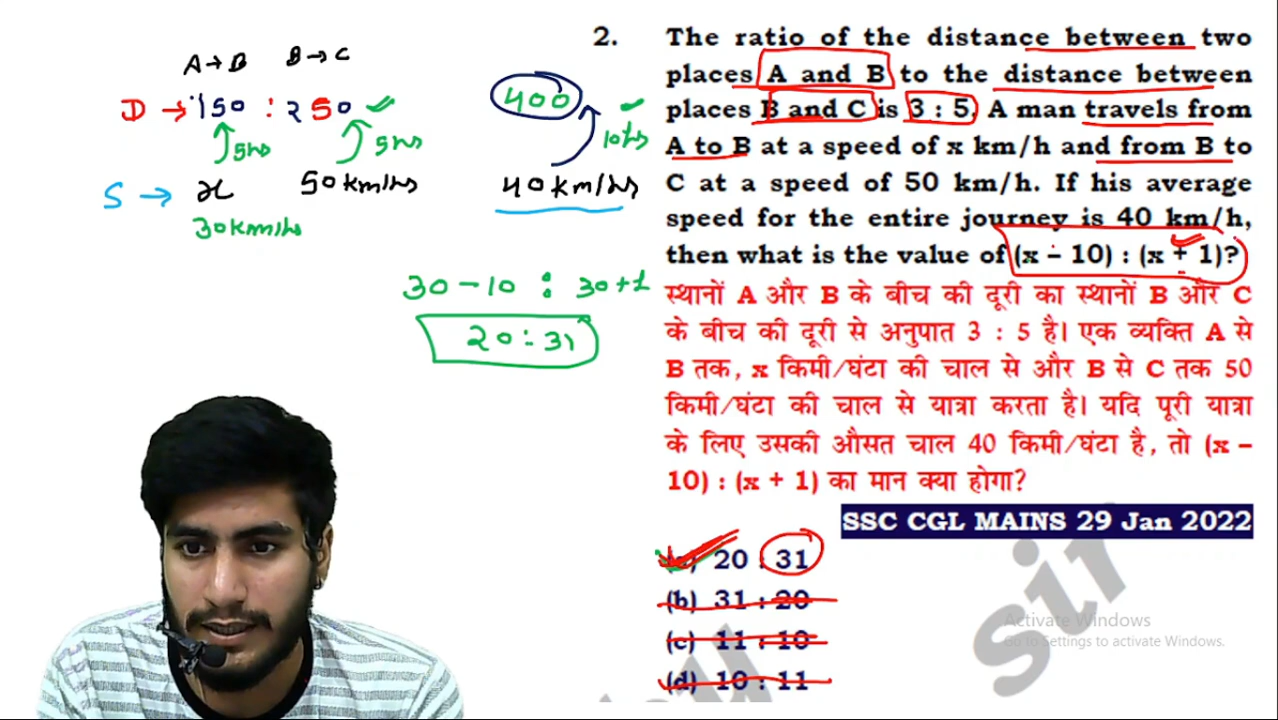 A→B B→C
D → 150 : 250
5hrs 5hrs
S → x 50km/hrs
30km/hrs
400
10hrs
40km/hrs
30-10 : 30+1
20:31
2. The ratio of the distance between two
places A and B to the distance between
places B and C is 3 : 5. A man travels from
A to B at a speed of x km/h and from B to
C at a speed of 50 km/h. If his average
speed for the entire journey is 40 km/h,
then what is the value of (x – 10) : (x + 1)?
स्थानों A और B के बीच की दूरी का स्थानों B और C
के बीच की दूरी से अनुपात 3 : 5 है। एक व्यक्ति A से
B तक, x किमी/घंटा की चाल से और B से C तक 50
किमी/घंटा की चाल से यात्रा करता है। यदि पूरी यात्रा
के लिए उसकी औसत चाल 40 किमी/घंटा है, तो (x –
10) : (x + 1) का मान क्या होगा?
SSC CGL MAINS 29 Jan 2022
20 : 31
(b) 31 : 20
(c) 11 : 10
(d) 10 : 11
sir
Activate Windows
Go to Settings to activate Windows.